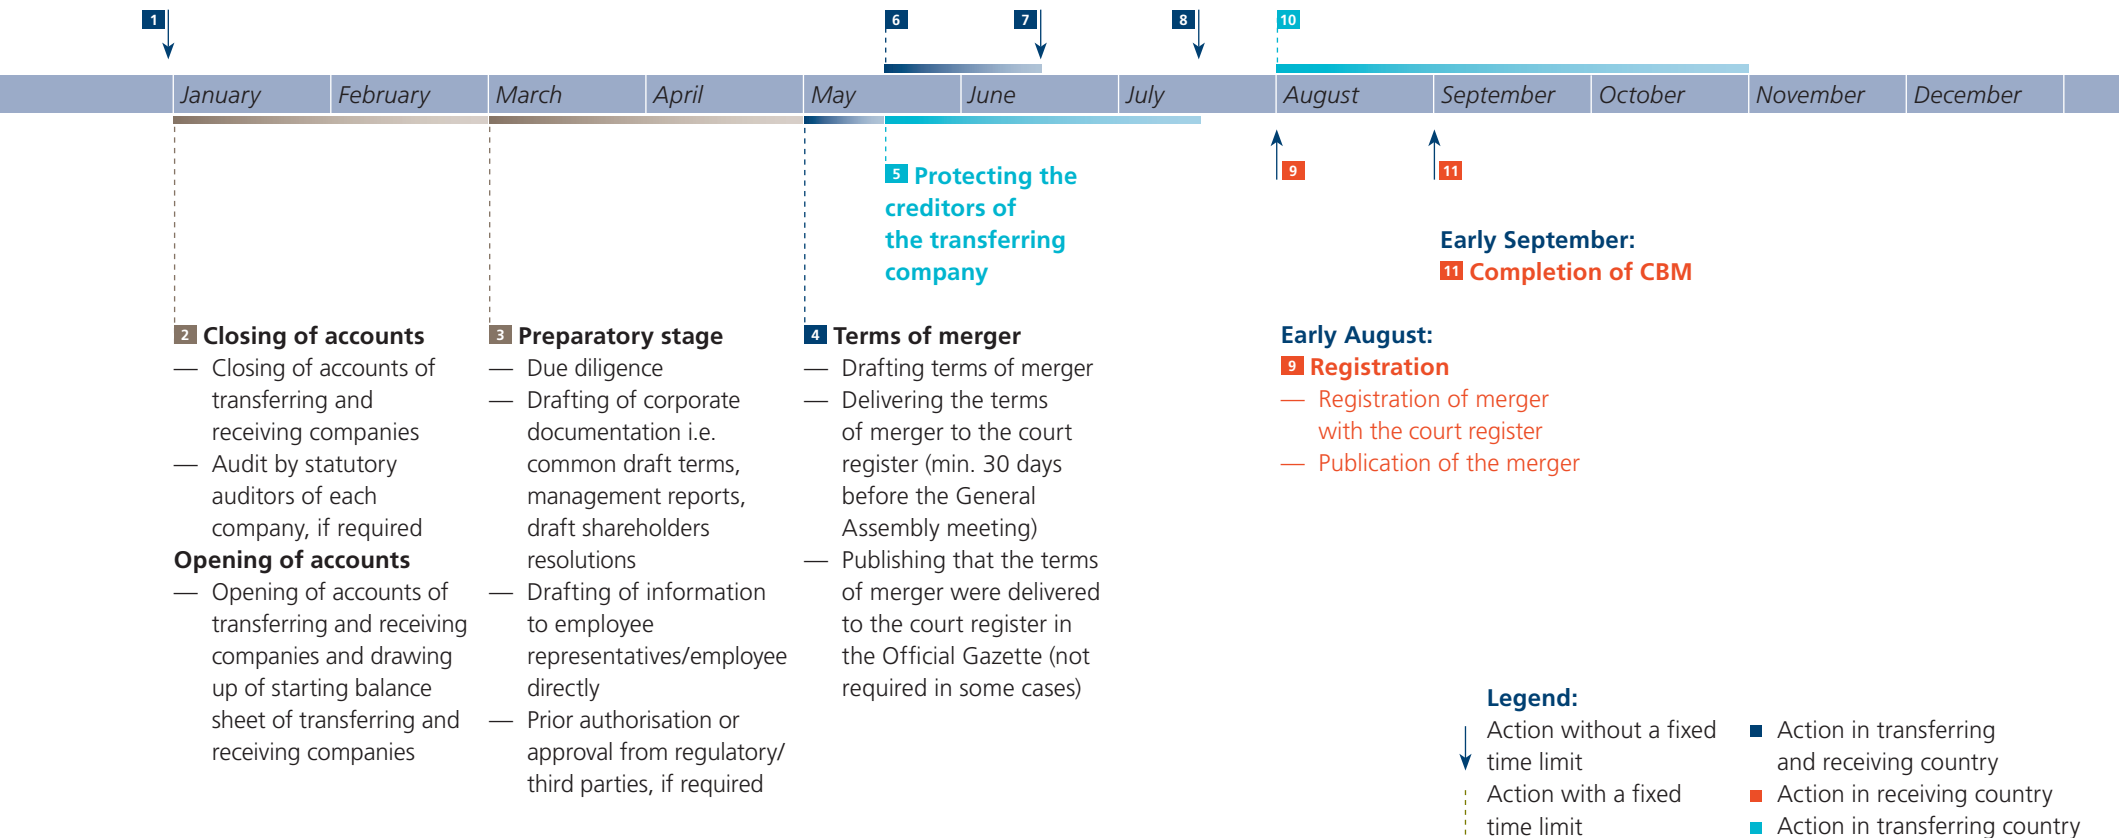 1
6
7
8
10
January
February
March
April
May
June
July
August
September
October
November
December
5 Protecting the
creditors of
the transferring
company
9
11
Early September:
11 Completion of CBM
2 Closing of accounts
— Closing of accounts of
transferring and
receiving companies
— Audit by statutory
auditors of each
company, if required
Opening of accounts
— Opening of accounts of
transferring and receiving
companies and drawing
up of starting balance
sheet of transferring and
receiving companies
3 Preparatory stage
— Due diligence
— Drafting of corporate
documentation i.e.
common draft terms,
management reports,
draft shareholders
resolutions
— Drafting of information
to employee
representatives/employee
directly
— Prior authorisation or
approval from regulatory/
third parties, if required
4 Terms of merger
— Drafting terms of merger
— Delivering the terms
of merger to the court
register (min. 30 days
before the General
Assembly meeting)
— Publishing that the terms
of merger were delivered
to the court register in
the Official Gazette (not
required in some cases)
Early August:
9 Registration
— Registration of merger
with the court register
— Publication of the merger
Legend:
Action without a fixed
time limit
Action with a fixed
time limit
Action in transferring
and receiving country
Action in receiving country
Action in transferring country